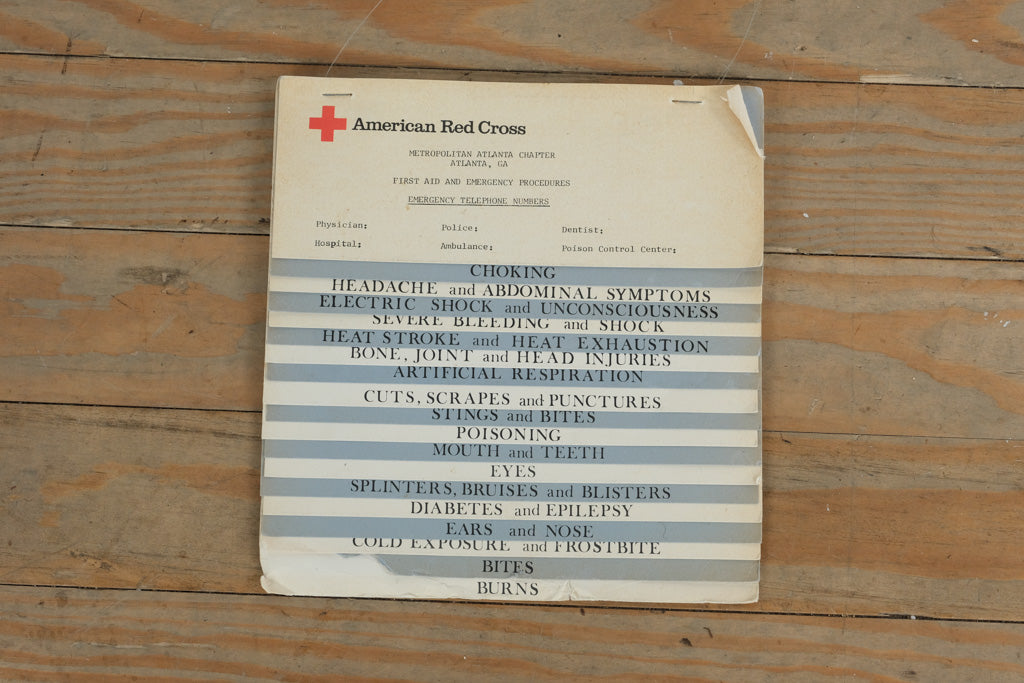 American Red Cross
METROPOLITAN ATLANTA CHAPTER
ATLANTA, GA
FIRST AID AND EMERGENCY PROCEDURES
EMERGENCY TELEPHONE NUMBERS
Physician: Police: Dentist:
Hospital: Ambulance: Poison Control Center:
CHOKING
HEADACHE and ABDOMINAL SYMPTOMS
ELECTRIC SHOCK and UNCONSCIOUSNESS
SEVERE BLEEDING and SHOCK
HEAT STROKE and HEAT EXHAUSTION
BONE, JOINT and HEAD INJURIES
ARTIFICIAL RESPIRATION
CUTS, SCRAPES and PUNCTURES
STINGS and BITES
POISONING
MOUTH and TEETH
EYES
SPLINTERS, BRUISES and BLISTERS
DIABETES and EPILEPSY
EARS and NOSE
COLD EXPOSURE and FROSTBITE
BITES
BURNS